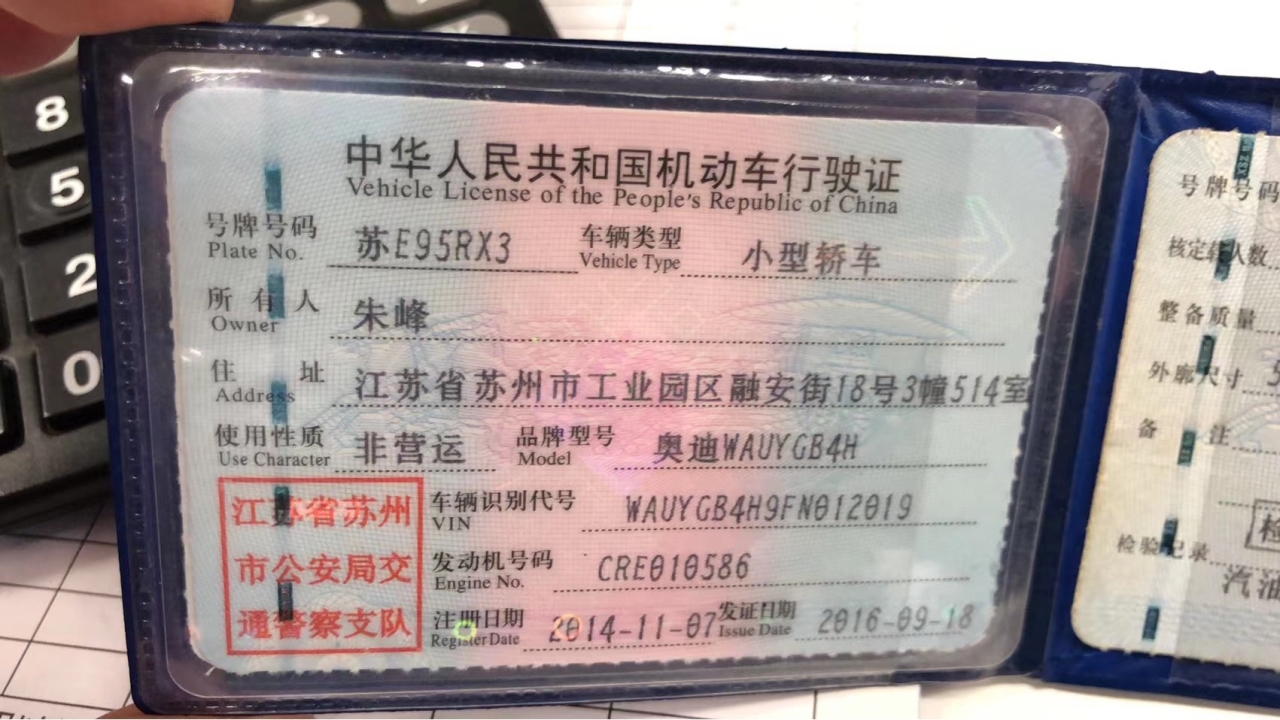 8
5
2
0
中华人民共和国机动车行驶证
Vehicle License of the People's Republic of China
号牌号码 苏E95RX3 车辆类型 小型轿车
Plate No. Vehicle Type
所有人 朱峰
Owner
住址 江苏省苏州市工业园区融安街18号3幢514室
Address
使用性质 非营运 品牌型号 奥迪WAUYGB4H
Use Character Model
江苏省苏州
市公安局交
通警察支队
车辆识别代号 WAUYGB4H9FN012019
VIN
发动机号码 CRE010586
Engine No.
注册日期 2014-11-07 发证日期 2016-09-18
Register Date Issue Date
号牌号码
核定载人数
整备质量
外廓尺寸
备注
检验记录
汽油